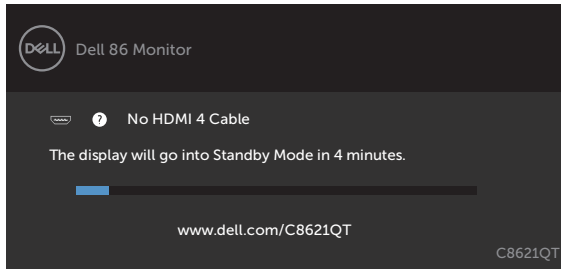 DELL
Dell 86 Monitor
? No HDMI 4 Cable
The display will go into Standby Mode in 4 minutes.
www.dell.com/C8621QT
C8621QT